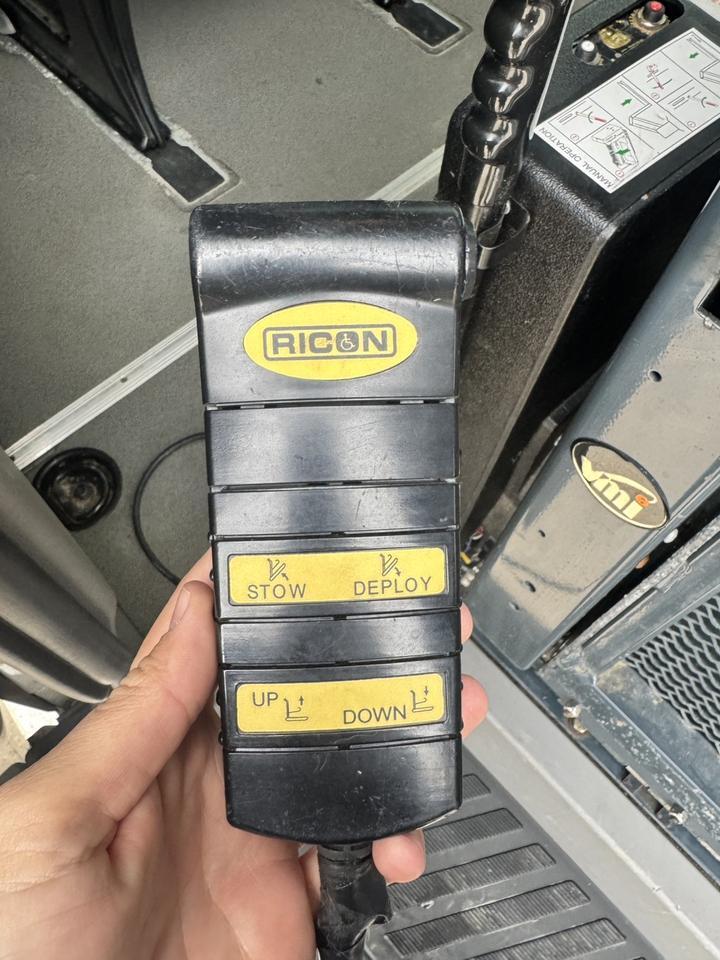 MANUAL OPERATION
RICON
vmi
STOW DEPLOY
UP
DOWN